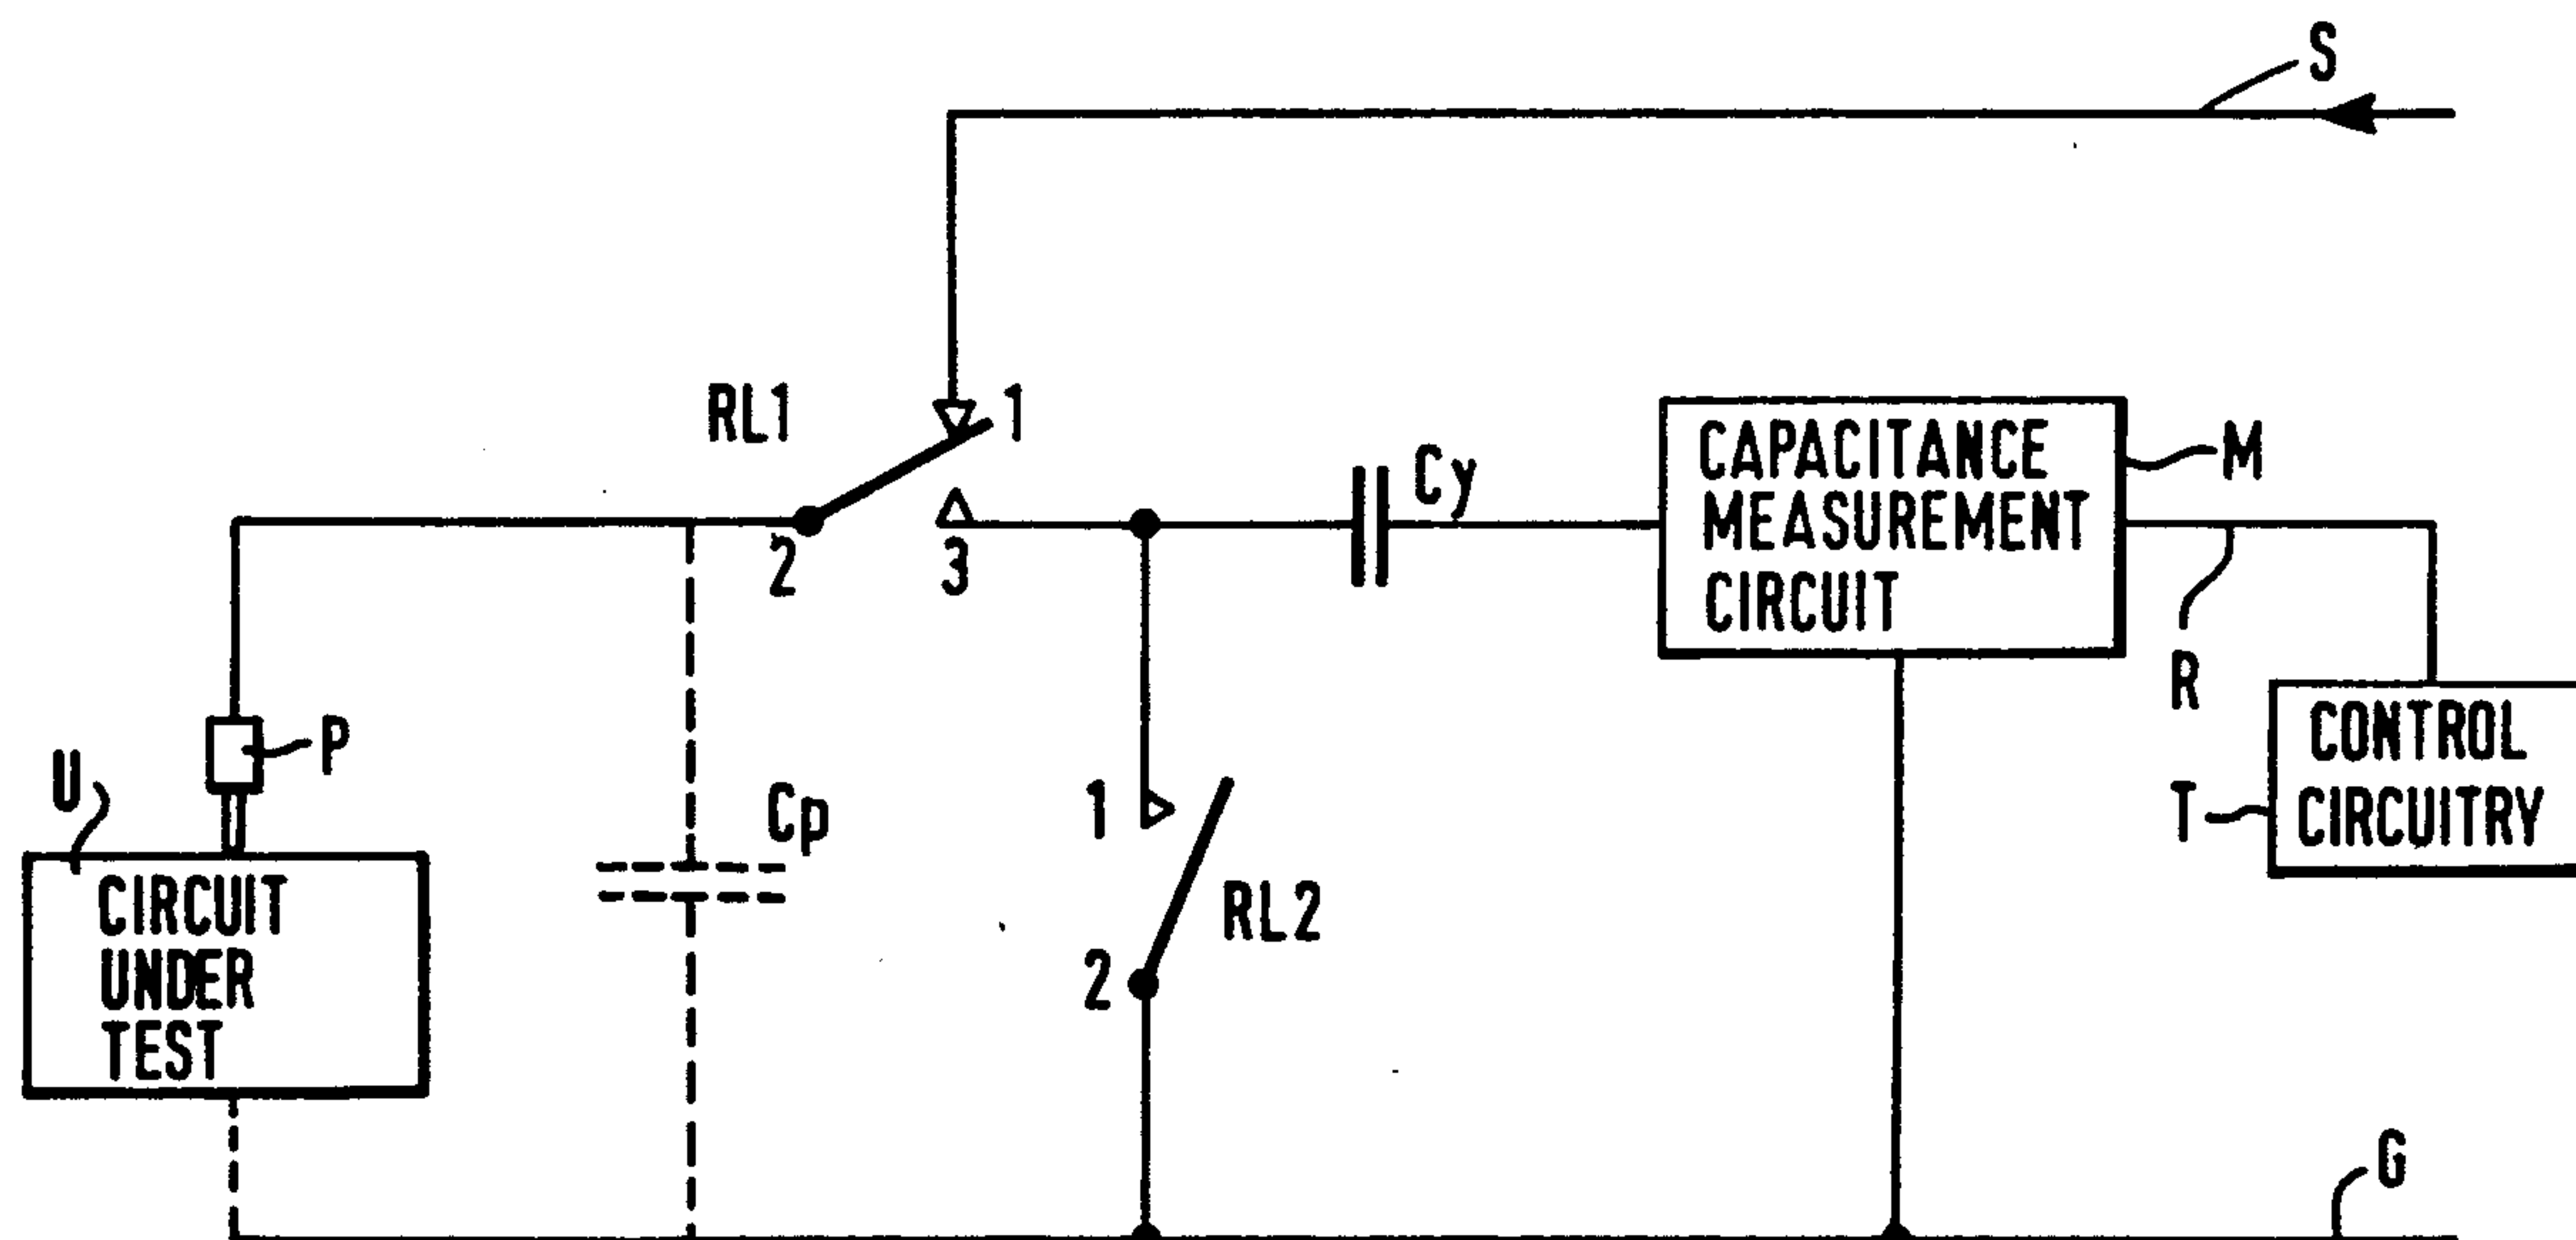 S
RL1
1
2
3
Cy
CAPACITANCE
MEASUREMENT
CIRCUIT
M
R
CONTROL
CIRCUITRY
T
P
U
CIRCUIT
UNDER
TEST
Cp
1
RL2
2
G